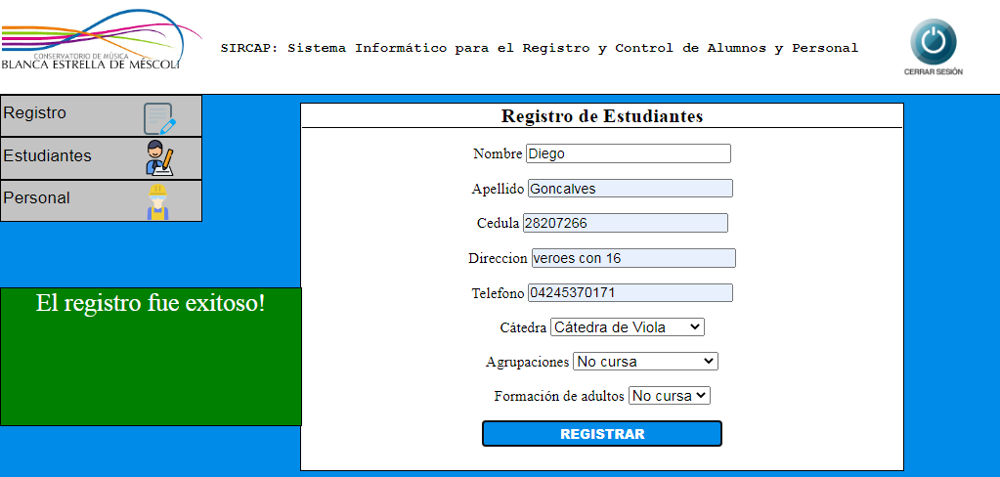 CONSERVATORIO DE MÚSICA
BLANCA ESTRELLA DE MÉSCOLI
SIRCAP: Sistema Informático para el Registro y Control de Alumnos y Personal
CERRAR SESIÓN
Registro
Estudiantes
Personal
El registro fue exitoso!
Registro de Estudiantes
Nombre Diego
Apellido Goncalves
Cedula 28207266
Direccion veroes con 16
Telefono 04245370171
Cátedra Cátedra de Viola
Agrupaciones No cursa
Formación de adultos No cursa
REGISTRAR